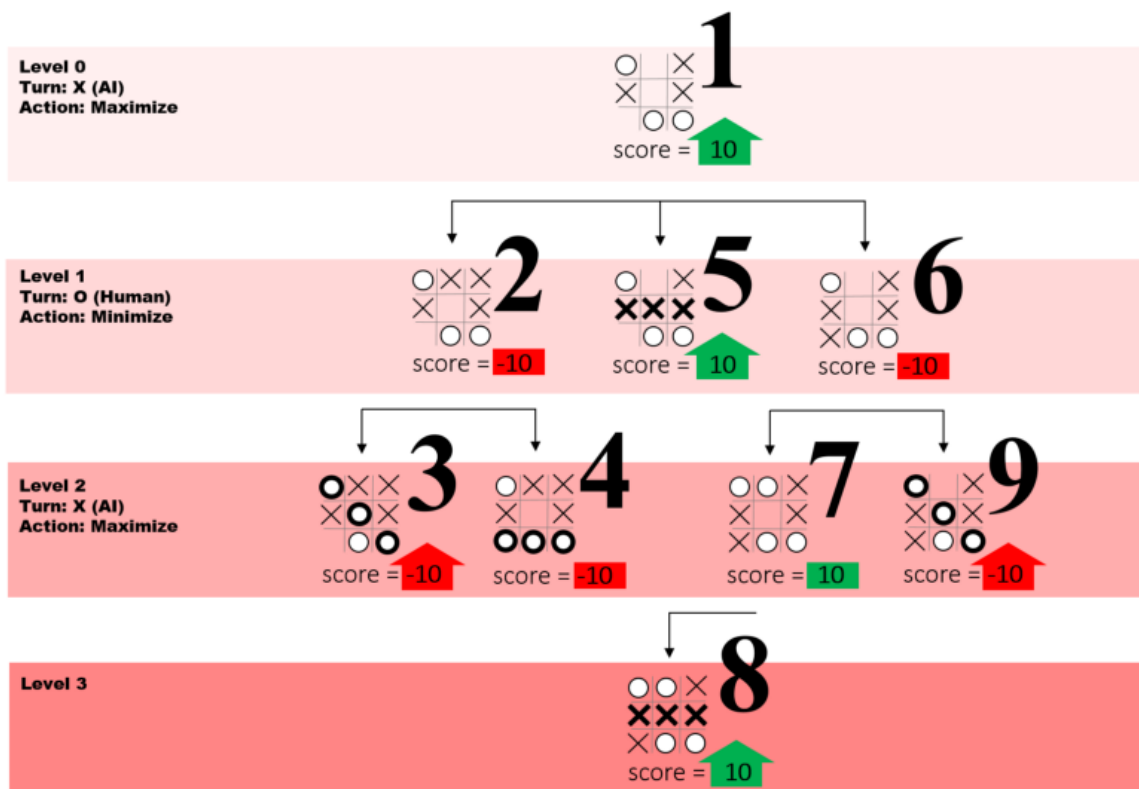 Level 0
Turn: X (AI)
Action: Maximize
1
score = 10
Level 1
Turn: O (Human)
Action: Minimize
2
score = -10
5
score = 10
6
score = -10
Level 2
Turn: X (AI)
Action: Maximize
3
score = -10
4
score = -10
7
score = 10
9
score = -10
Level 3
8
score = 10